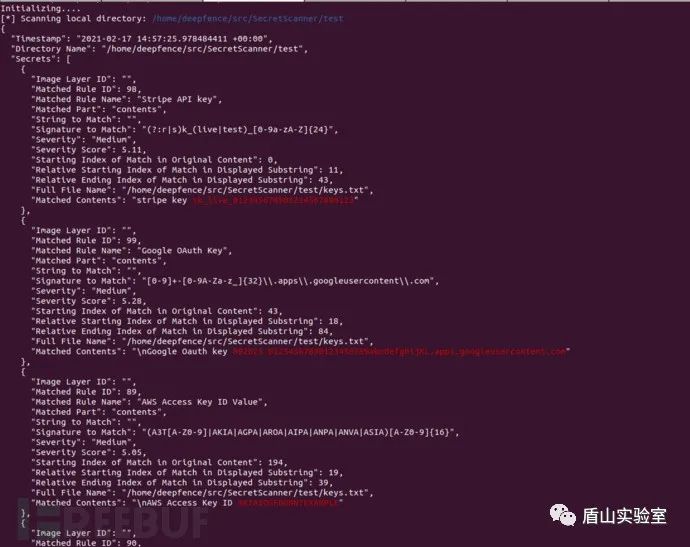 Initializing....
[*] Scanning local directory: /home/deepfence/src/SecretScanner/test
{
"Timestamp": "2021-02-17 14:57:25.978484411 +00:00",
"Directory Name": "/home/deepfence/src/SecretScanner/test",
"Secrets": [
{
"Image Layer ID": "",
"Matched Rule ID": 98,
"Matched Rule Name": "Stripe API key",
"Matched Part": "contents",
"String to Match": "",
"Signature to Match": "(?:r|s)k_(live|test)_[0-9a-zA-Z]{24}",
"Severity": "Medium",
"Severity Score": 5.11,
"Starting Index of Match in Original Content": 0,
"Relative Starting Index of Match in Displayed Substring": 11,
"Relative Ending Index of Match in Displayed Substring": 43,
"Full File Name": "/home/deepfence/src/SecretScanner/test/keys.txt",
"Matched Contents": "stripe key
},
{
"Image Layer ID": "",
"Matched Rule ID": 99,
"Matched Rule Name": "Google OAuth Key",
"Matched Part": "contents",
"String to Match": "",
"Signature to Match": "[0-9]+-[0-9A-Za-z_]{32}\\.apps\\.googleusercontent\\.com",
"Severity": "Medium",
"Severity Score": 5.28,
"Starting Index of Match in Original Content": 43,
"Relative Starting Index of Match in Displayed Substring": 18,
"Relative Ending Index of Match in Displayed Substring": 84,
"Full File Name": "/home/deepfence/src/SecretScanner/test/keys.txt",
"Matched Contents": "\nGoogle Oauth key
},
{
"Image Layer ID": "",
"Matched Rule ID": 89,
"Matched Rule Name": "AWS Access Key ID Value",
"Matched Part": "contents",
"String to Match": "",
"Signature to Match": "(A3T[A-Z0-9]|AKIA|AGPA|AROA|AIPA|ANPA|ANVA|ASIA)[A-Z0-9]{16}",
"Severity": "Medium",
"Severity Score": 5.05,
"Starting Index of Match in Original Content": 194,
"Relative Starting Index of Match in Displayed Substring": 19,
"Relative Ending Index of Match in Displayed Substring": 39,
"Full File Name": "/home/deepfence/src/SecretScanner/test/keys.txt",
"Matched Contents": "\nAWS Access Key ID
},
{
"Image Layer ID": "",
"Matched Rule ID": 90,
FREEBUF
盾山实验室